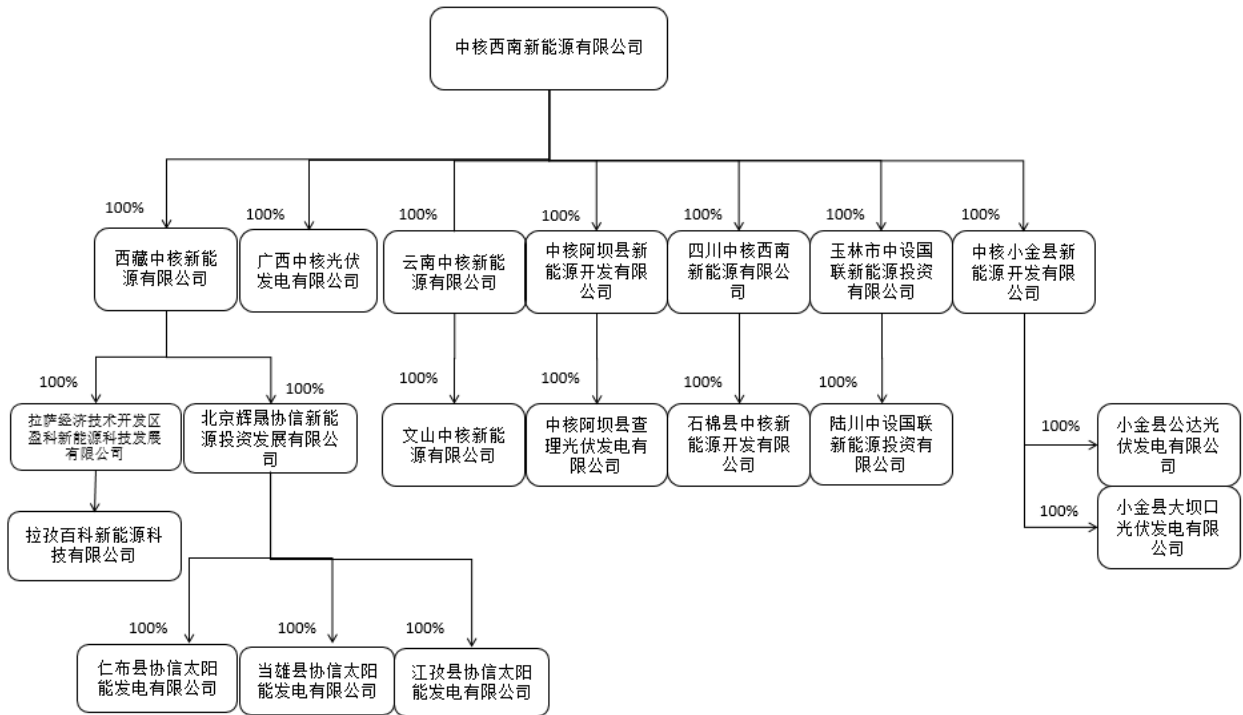 中核西南新能源有限公司
100%
100%
100%
100%
100%
100%
100%
西藏中核新能
源有限公司
广西中核光伏
发电有限公司
云南中核新能
源有限公司
中核阿坝县新
能源开发有限
公司
四川中核西南
新能源有限公
司
玉林市中设国
联新能源投资
有限公司
中核小金县新
能源开发有限
公司
100%
100%
100%
100%
100%
100%
拉萨经济技术开发区
盈科新能源科技发展
有限公司
北京辉晟协信新能
源投资发展有限公
司
文山中核新能
源有限公司
中核阿坝县查
理光伏发电有
限公司
石棉县中核新
能源开发有限
公司
陆川中设国联
新能源投资有
限公司
100%
小金县公达光
伏发电有限公
司
100%
小金县大坝口
光伏发电有限
公司
拉孜百科新能源科
技有限公司
100%
100%
100%
仁布县协信太阳
能发电有限公司
当雄县协信太阳
能发电有限公司
江孜县协信太阳
能发电有限公司